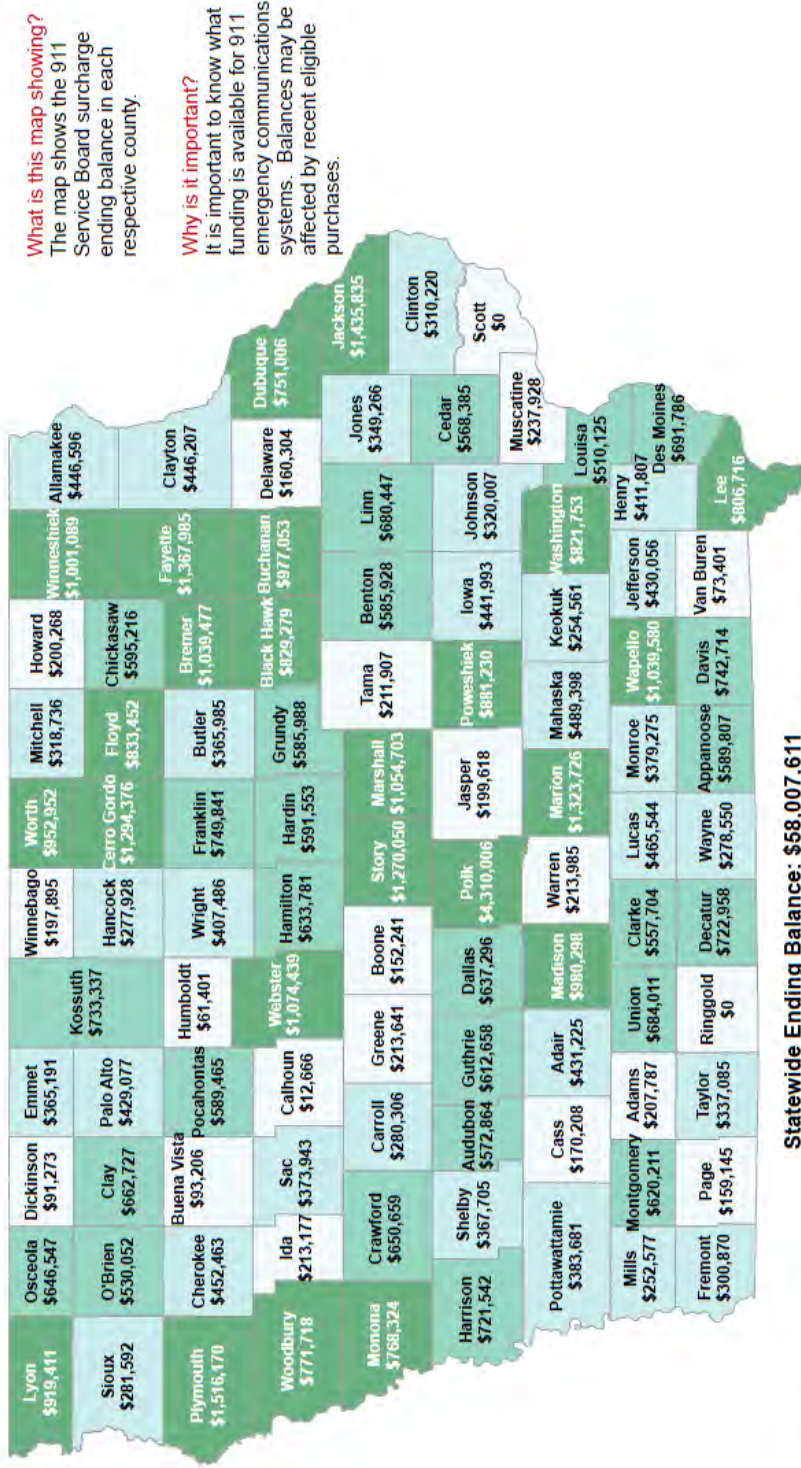 What is this map showing?
The map shows the 911
Service Board surcharge
ending balance in each
respective county.
Why is it important?
It is important to know what
funding is available for 911
emergency communications
systems. Balances may be
affected by recent eligible
purchases.
Lyon
$919,411
Osceola
$646,547
Dickinson
$91,273
Emmet
$365,191
Kossuth
$733,337
Winnebago
$197,895
Worth
$952,952
Mitchell
$318,736
Howard
$200,268
Winneshiek
$1,001,089
Allamakee
$446,596
Sioux
$281,592
O'Brien
$530,052
Clay
$662,727
Palo Alto
$429,077
Hancock
$277,928
Cerro Gordo
$1,294,376
Floyd
$833,452
Chickasaw
$595,216
Plymouth
$1,516,170
Cherokee
$452,463
Buena Vista
$93,206
Pocahontas
$589,465
Humboldt
$61,401
Wright
$407,486
Franklin
$749,841
Butler
$365,985
Bremer
$1,039,477
Fayette
$1,367,985
Clayton
$446,207
Woodbury
$771,718
Ida
$213,177
Sac
$373,943
Calhoun
$12,666
Webster
$1,074,439
Hamilton
$633,781
Hardin
$591,553
Grundy
$585,988
Black Hawk
$829,279
Buchanan
$977,053
Delaware
$160,304
Dubuque
$751,006
Monona
$768,324
Crawford
$650,659
Carroll
$280,306
Greene
$213,641
Boone
$152,241
Story
$1,270,050
Marshall
$1,054,703
Tama
$211,907
Benton
$585,928
Linn
$680,447
Jones
$349,266
Jackson
$1,435,835
Harrison
$721,542
Shelby
$367,705
Audubon
$572,864
Guthrie
$612,658
Dallas
$637,296
Polk
$4,310,006
Jasper
$199,618
Poweshiek
$881,230
Iowa
$441,993
Johnson
$320,007
Cedar
$568,385
Clinton
$310,220
Scott
$0
Muscatine
$237,928
Pottawattamie
$383,681
Cass
$170,208
Adair
$431,225
Madison
$980,298
Warren
$213,985
Marion
$1,323,726
Mahaska
$489,398
Keokuk
$254,561
Washington
$821,753
Louisa
$510,125
Mills
$252,577
Montgomery
$620,211
Adams
$207,787
Union
$684,011
Clarke
$557,704
Lucas
$465,544
Monroe
$379,275
Wapello
$1,039,580
Jefferson
$430,056
Henry
$411,807
Des Moines
$691,786
Fremont
$300,870
Page
$159,145
Taylor
$337,085
Ringgold
$0
Decatur
$722,958
Wayne
$278,550
Appanoose
$589,807
Davis
$742,714
Van Buren
$73,401
Lee
$806,716
Statewide Ending Balance: $58,007,611